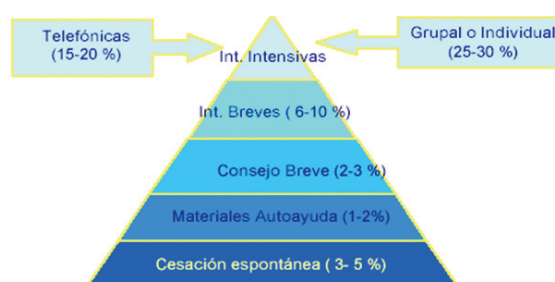 Telefónicas
(15-20 %)
Grupal o Individual
(25-30 %)
Int. Intensivas
Int. Breves ( 6-10 %)
Consejo Breve (2-3 %)
Materiales Autoayuda (1-2%)
Cesación espontánea ( 3- 5 %)